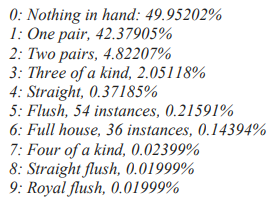 0: Nothing in hand: 49.95202%
1: One pair, 42.37905%
2: Two pairs, 4.82207%
3: Three of a kind, 2.05118%
4: Straight, 0.37185%
5: Flush, 54 instances, 0.21591%
6: Full house, 36 instances, 0.14394%
7: Four of a kind, 0.02399%
8: Straight flush, 0.01999%
9: Royal flush, 0.01999%